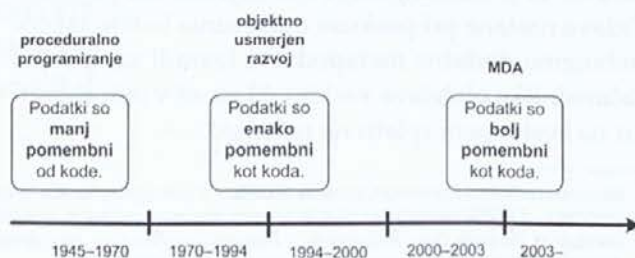 proceduralno
programiranje
objektno
usmerjen
razvoj
MDA
Podatki so
manj
pomembni
od kode.
Podatki so
enako
pomembni
kot koda.
Podatki so
bolj
pomembni
kot koda.
1945–1970
1970–1994
1994–2000
2000–2003
2003–